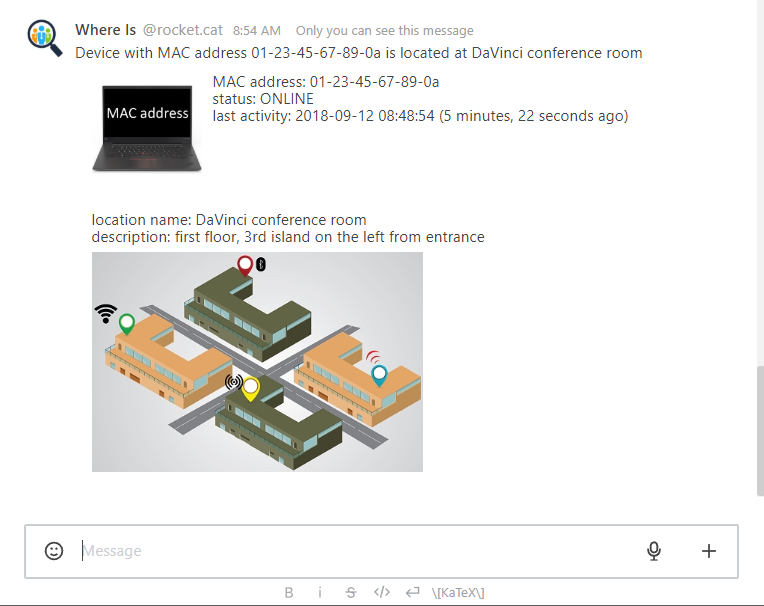 Where Is @rocket.cat 8:54 AM Only you can see this message
Device with MAC address 01-23-45-67-89-0a is located at DaVinci conference room
MAC address: 01-23-45-67-89-0a
status: ONLINE
MAC address
last activity: 2018-09-12 08:48:54 (5 minutes, 22 seconds ago)
location name: DaVinci conference room
description: first floor, 3rd island on the left from entrance
Message
B i S </> \[KaTeX\]